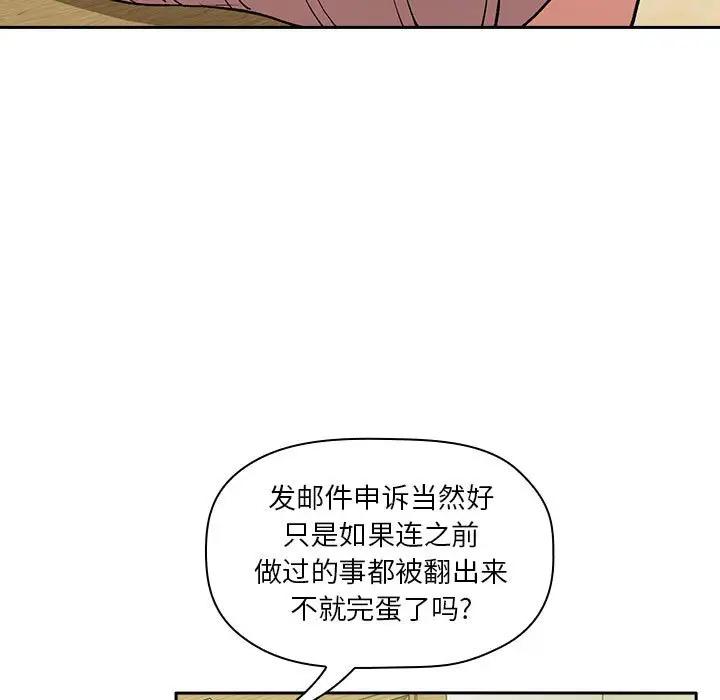 发邮件申诉当然好
只是如果连之前
做过的事都被翻出来
不就完蛋了吗?